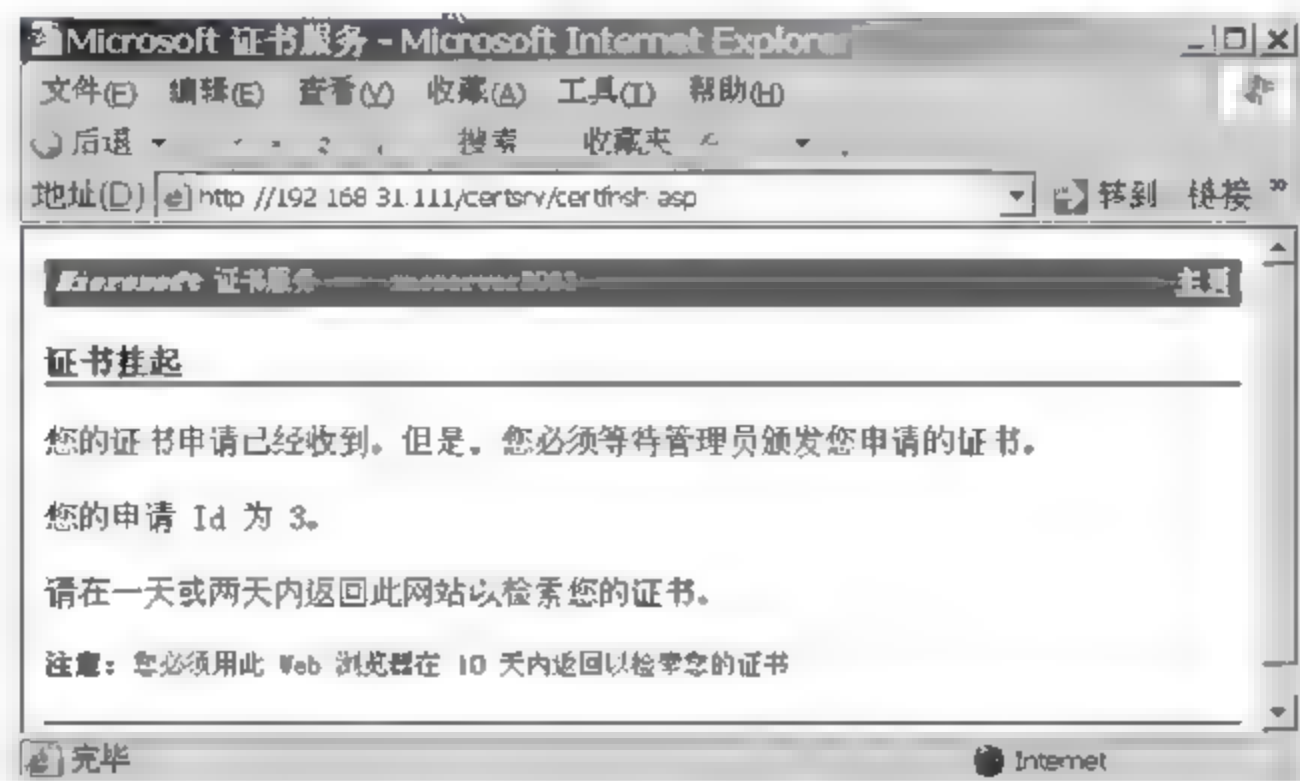 Microsoft 证书服务 - Microsoft Internet Explorer
文件(F) 编辑(E) 查看(V) 收藏(A) 工具(T) 帮助(H)
后退 搜索 收藏夹
地址(D) http://192.168.31.111/certsrv/certfnsh.asp 转到 链接 »
Microsoft 证书服务 主页
证书挂起
您的证书申请已经收到。但是，您必须等待管理员颁发您申请的证书。
您的申请 Id 为 3。
请在一天或两天内返回此网站以检索您的证书。
注意：您必须用此 Web 浏览器在 10 天内返回以检索您的证书
完毕 Internet